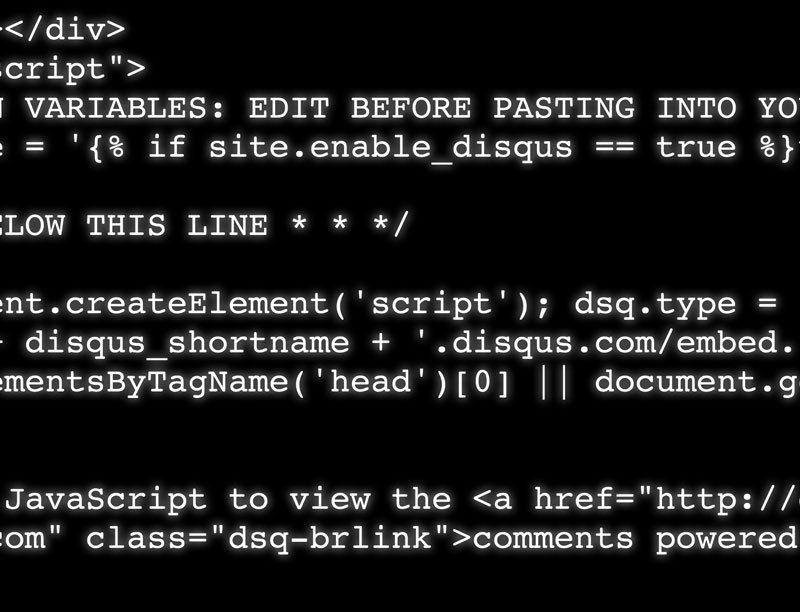 ></div>
script">
N VARIABLES: EDIT BEFORE PASTING INTO YO
e = '{% if site.enable_disqus == true %}
ELOW THIS LINE * * */
ent.createElement('script'); dsq.type =
disqus_shortname + '.disqus.com/embed.
ementsByTagName('head')[0] || document.g
JavaScript to view the <a href="http://
com" class="dsq-brlink">comments powered